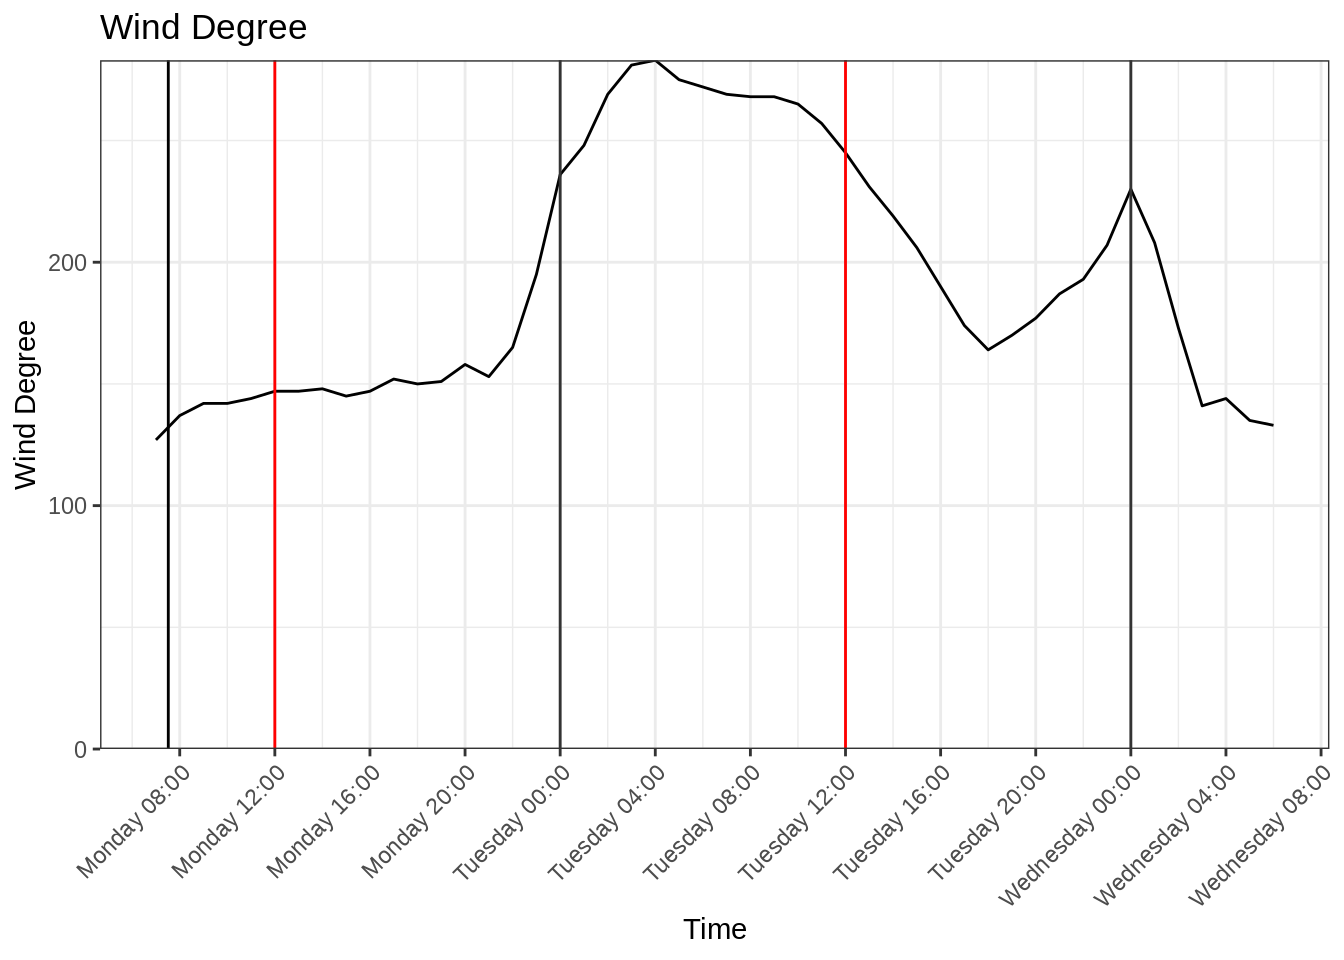 Wind Degree
Wind Degree
200
100
0
Monday 08:00
Monday 12:00
Monday 16:00
Monday 20:00
Tuesday 00:00
Tuesday 04:00
Tuesday 08:00
Tuesday 12:00
Tuesday 16:00
Tuesday 20:00
Wednesday 00:00
Wednesday 04:00
Wednesday 08:00
Time